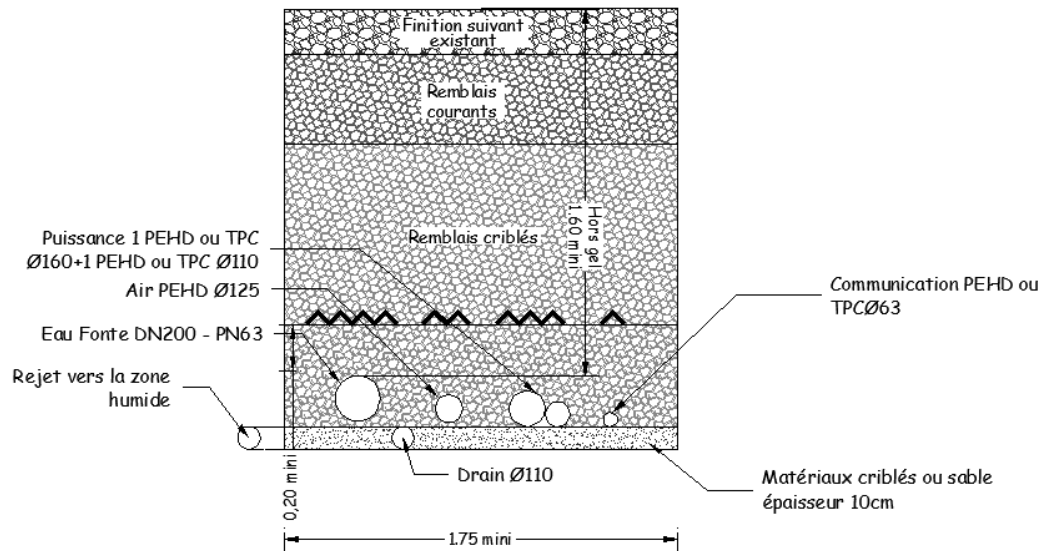 Finition suivant
existant
Remblais
courants
Hors gel
1.60 mini
Remblais criblés
Puissance 1 PEHD ou TPC
Ø160+1 PEHD ou TPC Ø110
Air PEHD Ø125
Eau Fonte DN200 - PN63
Rejet vers la zone
humide
Communication PEHD ou
TPCØ63
Drain Ø110
Matériaux criblés ou sable
épaisseur 10cm
0,20 mini
1.75 mini